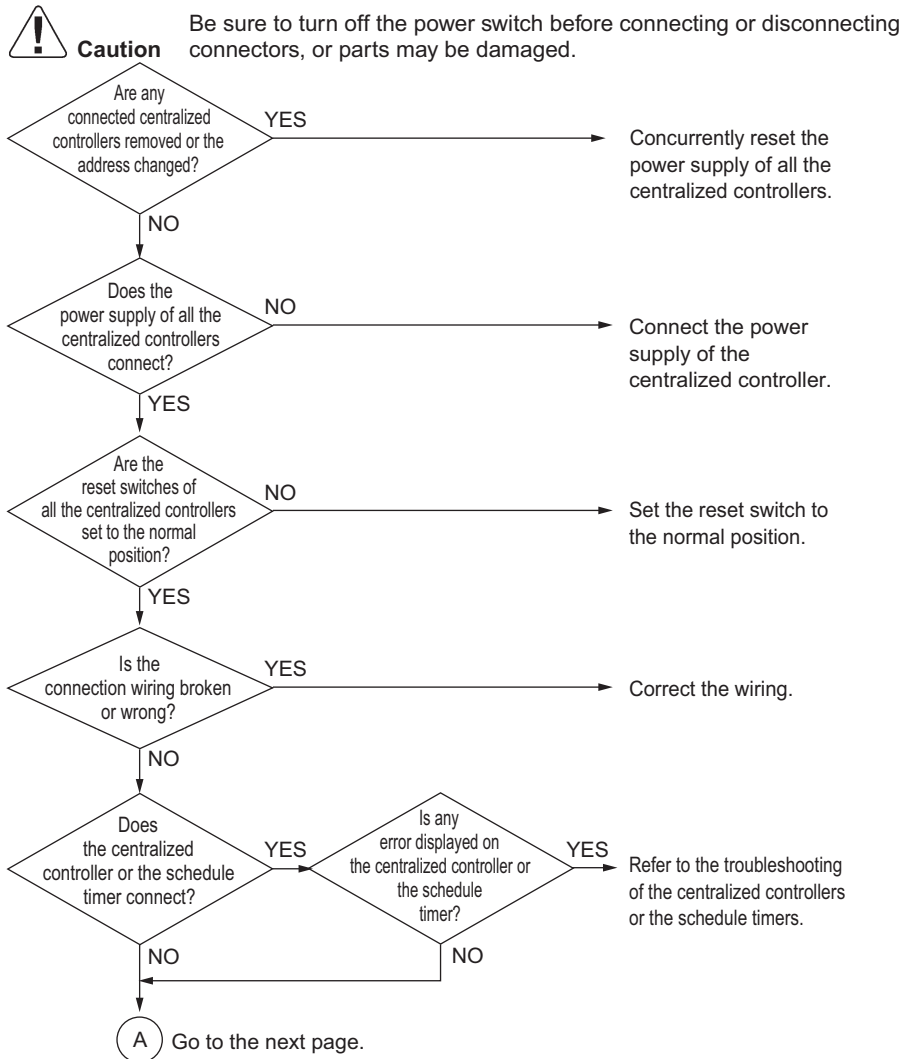 Be sure to turn off the power switch before connecting or disconnecting
Caution connectors, or parts may be damaged.
Are any
connected centralized
controllers removed or the
address changed?
YES
Concurrently reset the
power supply of all the
centralized controllers.
NO
Does the
power supply of all the
centralized controllers
connect?
NO
Connect the power
supply of the
centralized controller.
YES
Are the
reset switches of
all the centralized controllers
set to the normal
position?
NO
Set the reset switch to
the normal position.
YES
Is the
connection wiring broken
or wrong?
YES
Correct the wiring.
NO
Does
the centralized
controller or the schedule
timer connect?
YES
Is any
error displayed on
the centralized controller or
the schedule
timer?
YES
Refer to the troubleshooting
of the centralized controllers
or the schedule timers.
NO
NO
A Go to the next page.